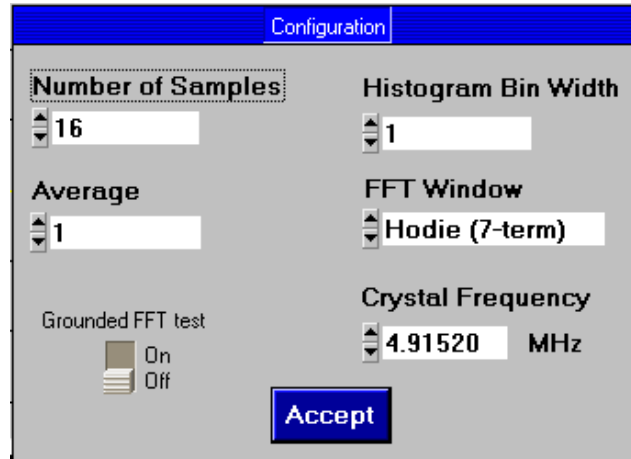 Configuration
Number of Samples
16
Histogram Bin Width
1
Average
1
FFT Window
Hodie (7-term)
Grounded FFT test
On
Off
Crystal Frequency
4.91520 MHz
Accept